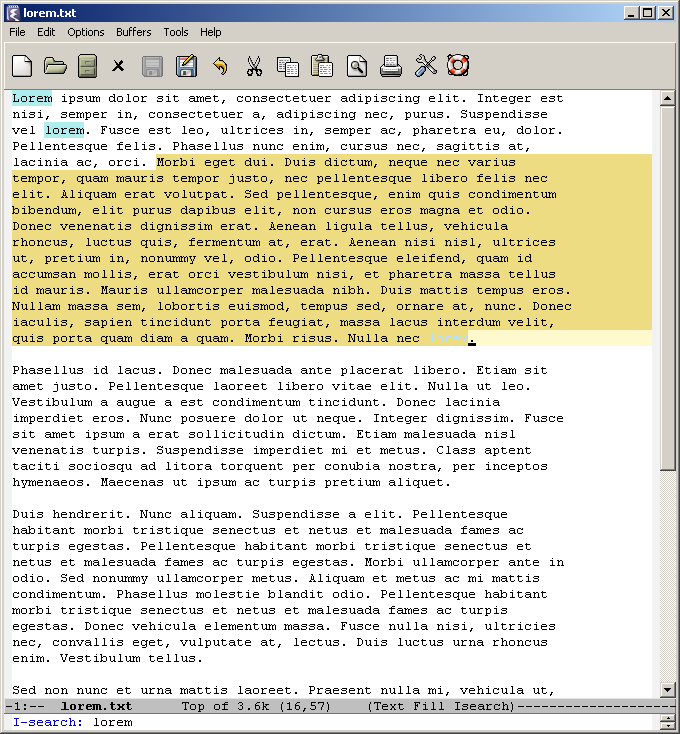 lorem.txt
File Edit Options Buffers Tools Help
Lorem ipsum dolor sit amet, consectetuer adipiscing elit. Integer est
nisi, semper in, consectetuer a, adipiscing nec, purus. Suspendisse
vel lorem. Fusce est leo, ultrices in, semper ac, pharetra eu, dolor.
Pellentesque felis. Phasellus nunc enim, cursus nec, sagittis at,
lacinia ac, orci. Morbi eget dui. Duis dictum, neque nec varius
tempor, quam mauris tempor justo, nec pellentesque libero felis nec
elit. Aliquam erat volutpat. Sed pellentesque, enim quis condimentum
bibendum, elit purus dapibus elit, non cursus eros magna et odio.
Donec venenatis dignissim erat. Aenean ligula tellus, vehicula
rhoncus, luctus quis, fermentum at, erat. Aenean nisi nisl, ultrices
ut, pretium in, nonummy vel, odio. Pellentesque eleifend, quam id
accumsan mollis, erat orci vestibulum nisi, et pharetra massa tellus
id mauris. Mauris ullamcorper malesuada nibh. Duis mattis tempus eros.
Nullam massa sem, lobortis euismod, tempus sed, ornare at, nunc. Donec
iaculis, sapien tincidunt porta feugiat, massa lacus interdum velit,
quis porta quam diam a quam. Morbi risus. Nulla nec lorem.
Phasellus id lacus. Donec malesuada ante placerat libero. Etiam sit
amet justo. Pellentesque laoreet libero vitae elit. Nulla ut leo.
Vestibulum a augue a est condimentum tincidunt. Donec lacinia
imperdiet eros. Nunc posuere dolor ut neque. Integer dignissim. Fusce
sit amet ipsum a erat sollicitudin dictum. Etiam malesuada nisl
venenatis turpis. Suspendisse imperdiet mi et metus. Class aptent
taciti sociosqu ad litora torquent per conubia nostra, per inceptos
hymenaeos. Maecenas ut ipsum ac turpis pretium aliquet.
Duis hendrerit. Nunc aliquam. Suspendisse a elit. Pellentesque
habitant morbi tristique senectus et netus et malesuada fames ac
turpis egestas. Pellentesque habitant morbi tristique senectus et
netus et malesuada fames ac turpis egestas. Morbi ullamcorper ante in
odio. Sed nonummy ullamcorper metus. Aliquam et metus ac mi mattis
condimentum. Phasellus molestie blandit odio. Pellentesque habitant
morbi tristique senectus et netus et malesuada fames ac turpis
egestas. Donec vehicula elementum massa. Fusce nulla nisi, ultricies
nec, convallis eget, vulputate at, lectus. Duis luctus urna rhoncus
enim. Vestibulum tellus.
Sed non nunc et urna mattis laoreet. Praesent nulla mi, vehicula ut,
-1:-- lorem.txt Top of 3.6k (16,57) (Text Fill Isearch)--------------------
I-search: lorem